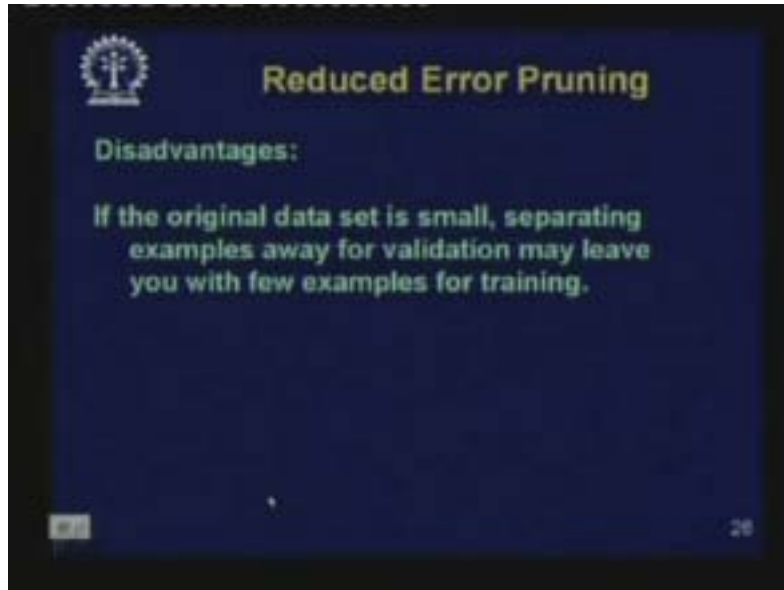 Reduced Error Pruning
Disadvantages:
If the original data set is small, separating
examples away for validation may leave
you with few examples for training.
26